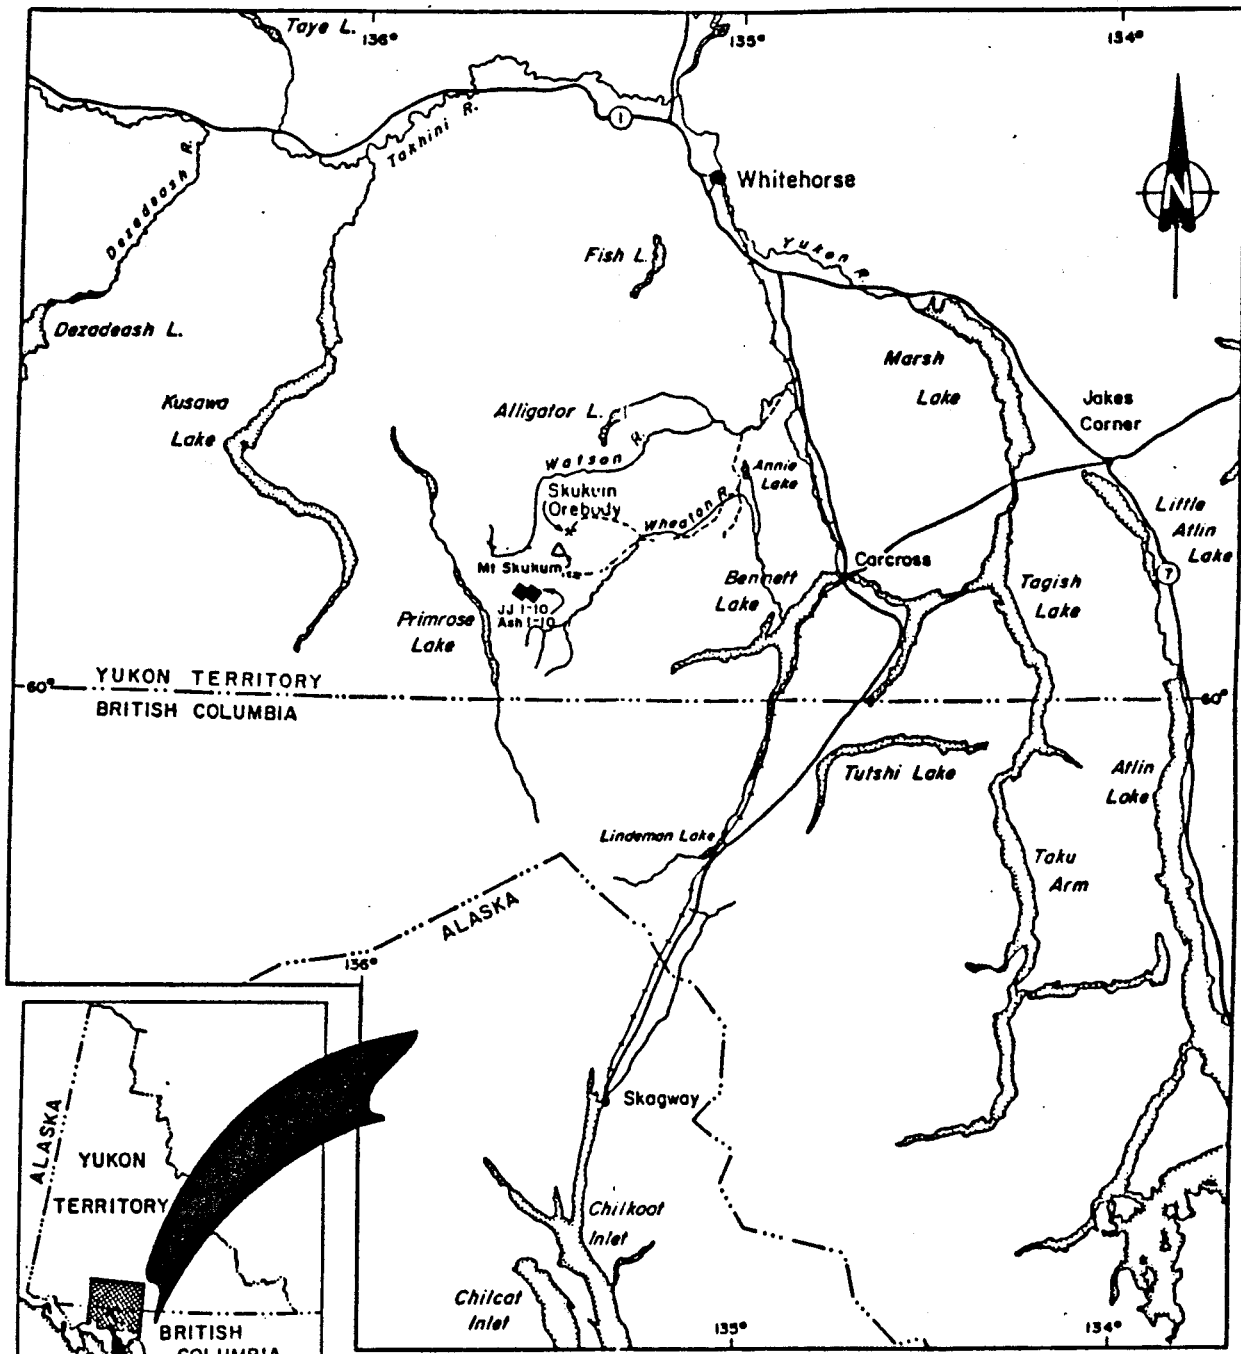 Taye L.
136°
135°
134°
1
Takhini R.
Dezadeash R.
Whitehorse
N
Fish L.
Yukon R.
Dezadeash L.
Marsh
Lake
Kusawa
Lake
Alligator L.
Jakes
Corner
Watson R.
Annie
Lake
Skukum
Orebody
Wheaton R.
Little
Atlin
Lake
Mt Skukum
Carcross
7
JJ 1-10
Ash 1-10
Bennett
Lake
Tagish
Lake
Primrose
Lake
60°
YUKON TERRITORY
BRITISH COLUMBIA
60°
Tutshi Lake
Atlin
Lake
Lindeman Lake
Taku
Arm
ALASKA
136°
Skagway
ALASKA
YUKON
TERRITORY
Chilkoot
Inlet
Chilcat
Inlet
BRITISH
COLUMBIA
135°
134°